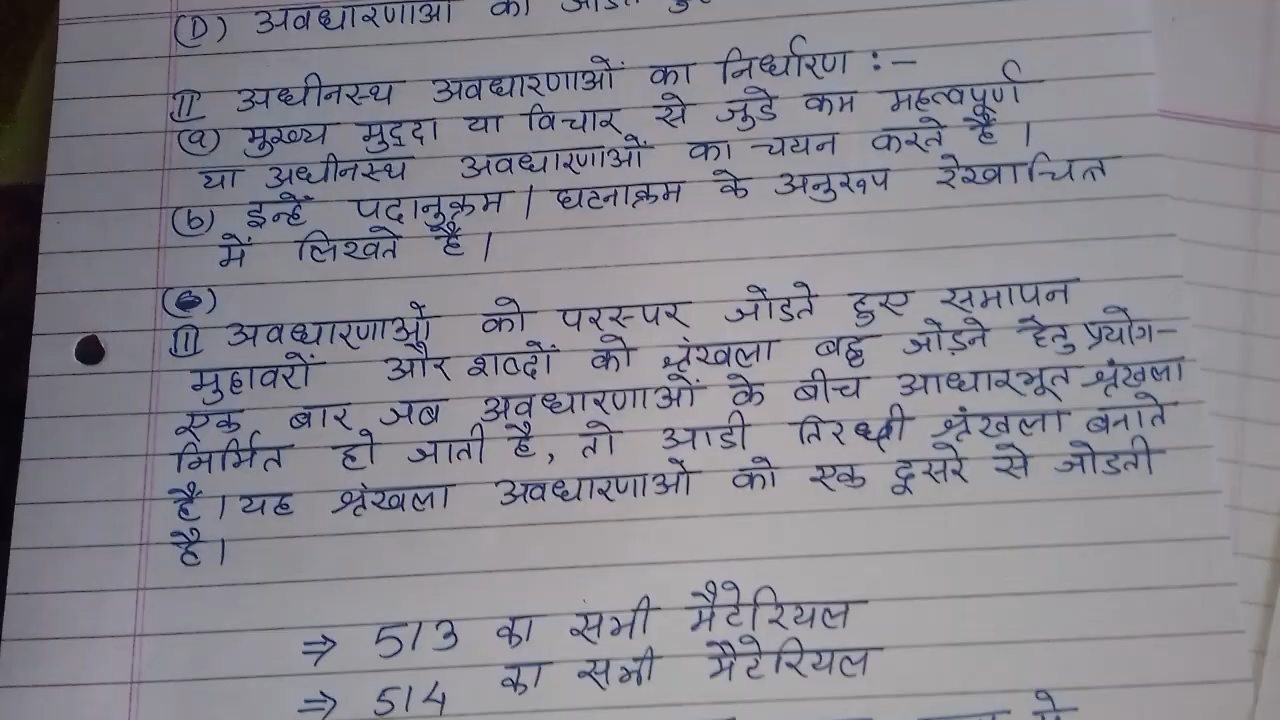 (D) अवधारणाओं को जोडते
II अधीनस्थ अवधारणाओं का निर्धारण :-
(a) मुख्य मुद्दा या विचार से जुडे कम महत्वपूर्ण
या अधीनस्थ अवधारणाओं का चयन करते है ।
(b) इन्हें पदानुक्रम / घटनाक्रम के अनुरुप रेखाचित
में लिखते है ।
(c)
III अवधारणाओं को परस्पर जोडते हुए समापन
मुहावरों और शब्दों को श्रृंखला बद्ध जोड़ने हेतु प्रयोग-
एक बार जब अवधारणाओं के बीच आधारभूत श्रृंखला
निर्मित हो जाती है, तो आडी तिरछी श्रृंखला बनाते
है । यह श्रृंखला अवधारणाओ को एक दूसरे से जोडती
है ।
⇒ 513 का सभी मैटेरियल
⇒ 514 का सभी मैटेरियल